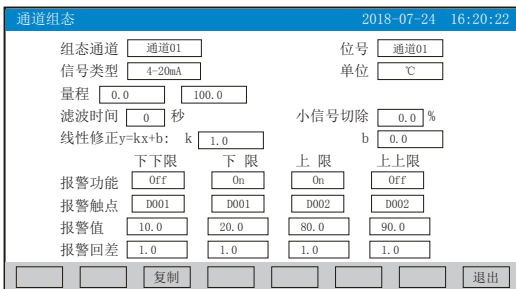 通道组态 2018-07-24 16:20:22
组态通道 通道01 位号 通道01
信号类型 4-20mA 单位 ℃
量程 0.0 100.0
滤波时间 0 秒 小信号切除 0.0 %
线性修正y=kx+b: k 1.0 b 0.0
下下限 下 限 上 限 上上限
报警功能 Off On On Off
报警触点 D001 D001 D002 D002
报警值 10.0 20.0 80.0 90.0
报警回差 1.0 1.0 1.0 1.0
复制 退出